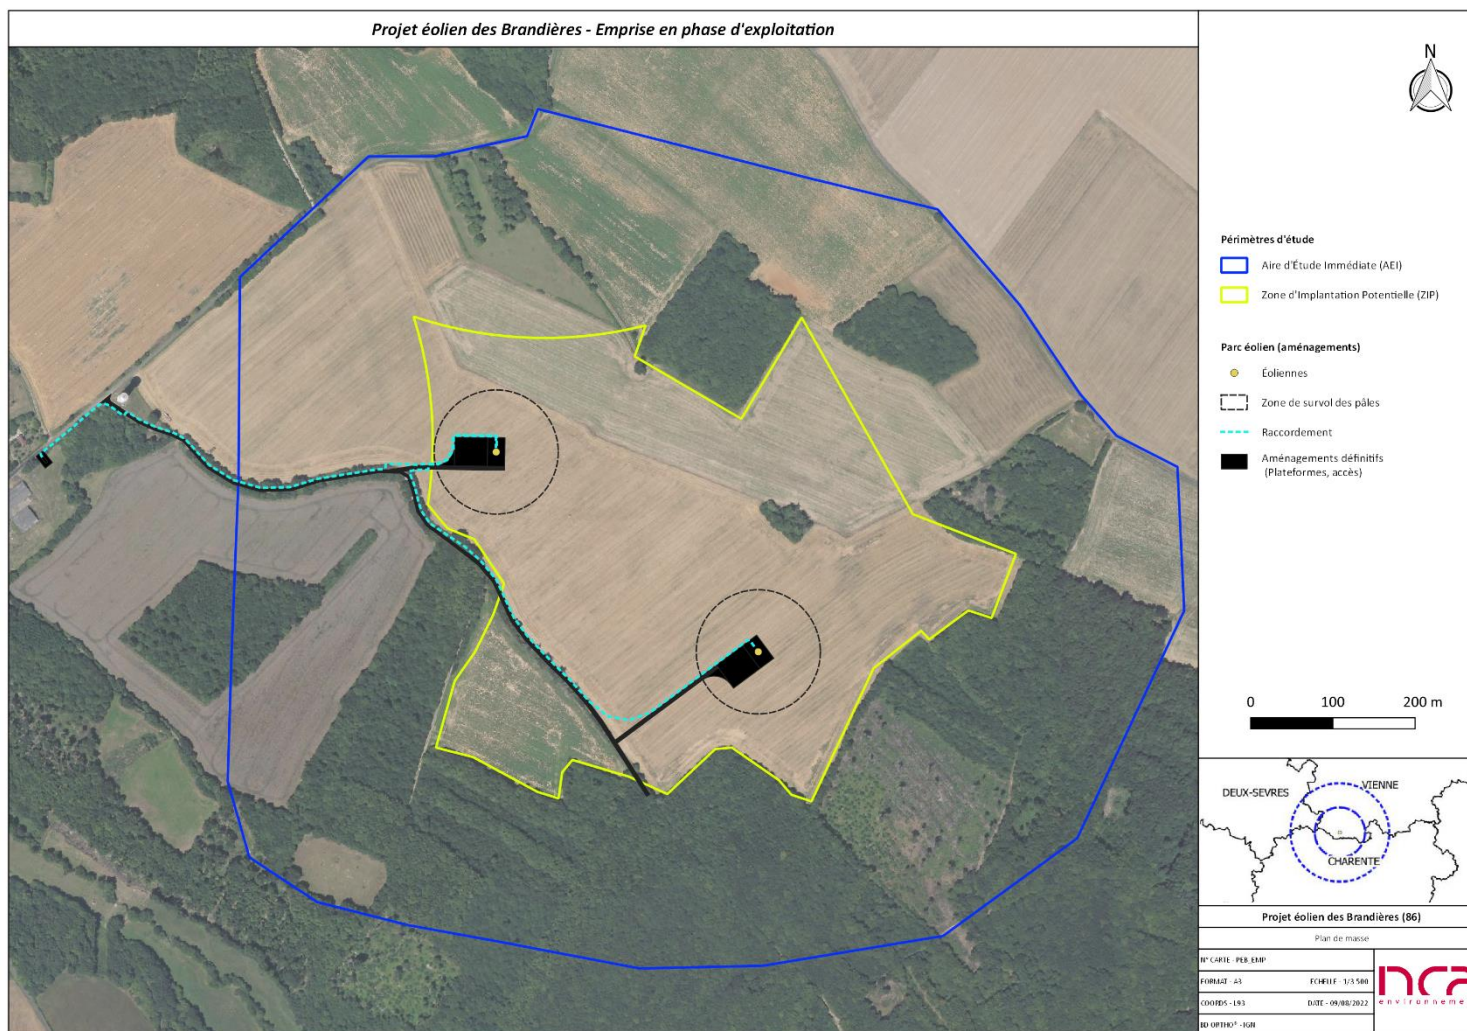 Projet éolien des Brandières - Emprise en phase d'exploitation
N
Périmètres d'étude
Aire d'Étude Immédiate (AEI)
Zone d'Implantation Potentielle (ZIP)
Parc éolien (aménagements)
Éoliennes
Zone de survol des pâles
Raccordement
Aménagements définitifs
(Plateformes, accès)
0 100 200 m
DEUX-SEVRES
VIENNE
CHARENTE
Projet éolien des Brandières (86)
Plan de masse
N° CARTE - PEB_EMP
FORMAT - A3
ECHELLE - 1/3 500
COORDS - L93
DATE - 09/08/2022
BD ORTHO® - IGN
nca
environneme